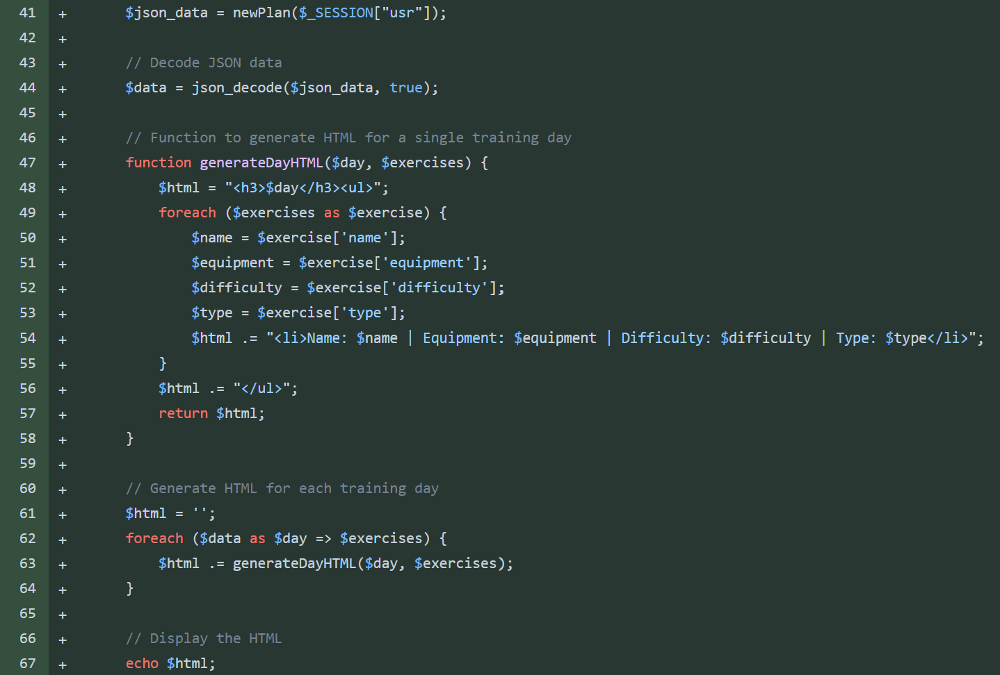 41 + $json_data = newPlan($_SESSION["usr"]);
42 +
43 + // Decode JSON data
44 + $data = json_decode($json_data, true);
45 +
46 + // Function to generate HTML for a single training day
47 + function generateDayHTML($day, $exercises) {
48 + $html = "<h3>$day</h3><ul>";
49 + foreach ($exercises as $exercise) {
50 + $name = $exercise['name'];
51 + $equipment = $exercise['equipment'];
52 + $difficulty = $exercise['difficulty'];
53 + $type = $exercise['type'];
54 + $html .= "<li>Name: $name | Equipment: $equipment | Difficulty: $difficulty | Type: $type</li>";
55 + }
56 + $html .= "</ul>";
57 + return $html;
58 + }
59 +
60 + // Generate HTML for each training day
61 + $html = '';
62 + foreach ($data as $day => $exercises) {
63 + $html .= generateDayHTML($day, $exercises);
64 + }
65 +
66 + // Display the HTML
67 + echo $html;